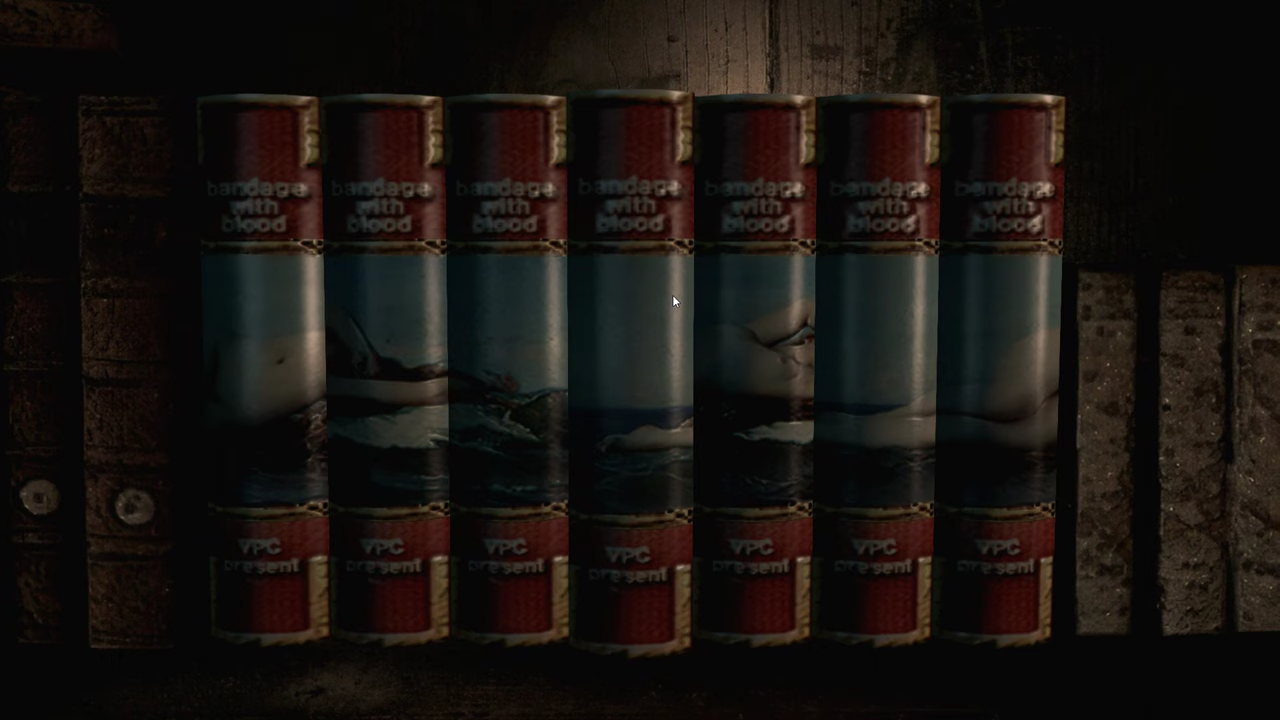 bandage
with
blood
bandage
with
blood
bandage
with
blood
bandage
with
blood
bandage
with
blood
bandage
with
blood
bandage
with
blood
VPC
present
VPC
present
VPC
present
VPC
present
VPC
present
VPC
present
VPC
present